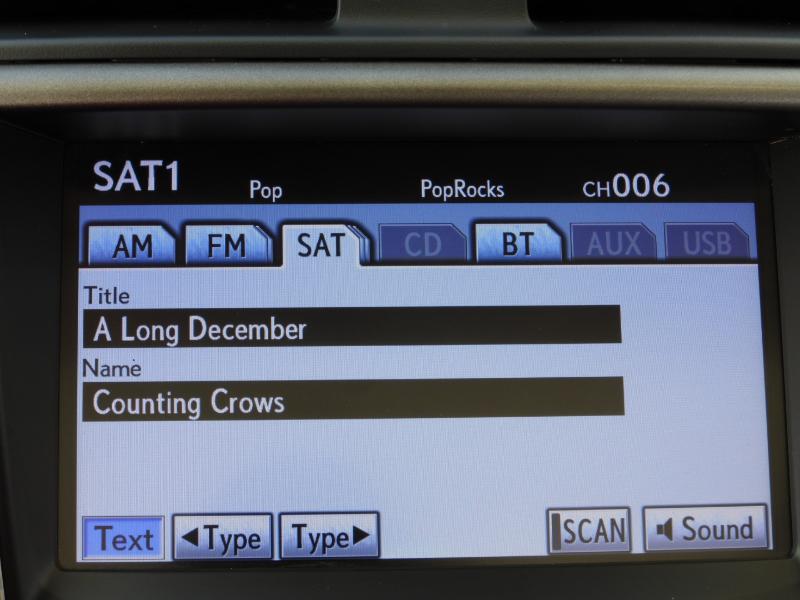 SAT1 Pop PopRocks CH006
AM FM SAT CD BT AUX USB
Title
A Long December
Name
Counting Crows
Text ◀Type Type▶ SCAN Sound